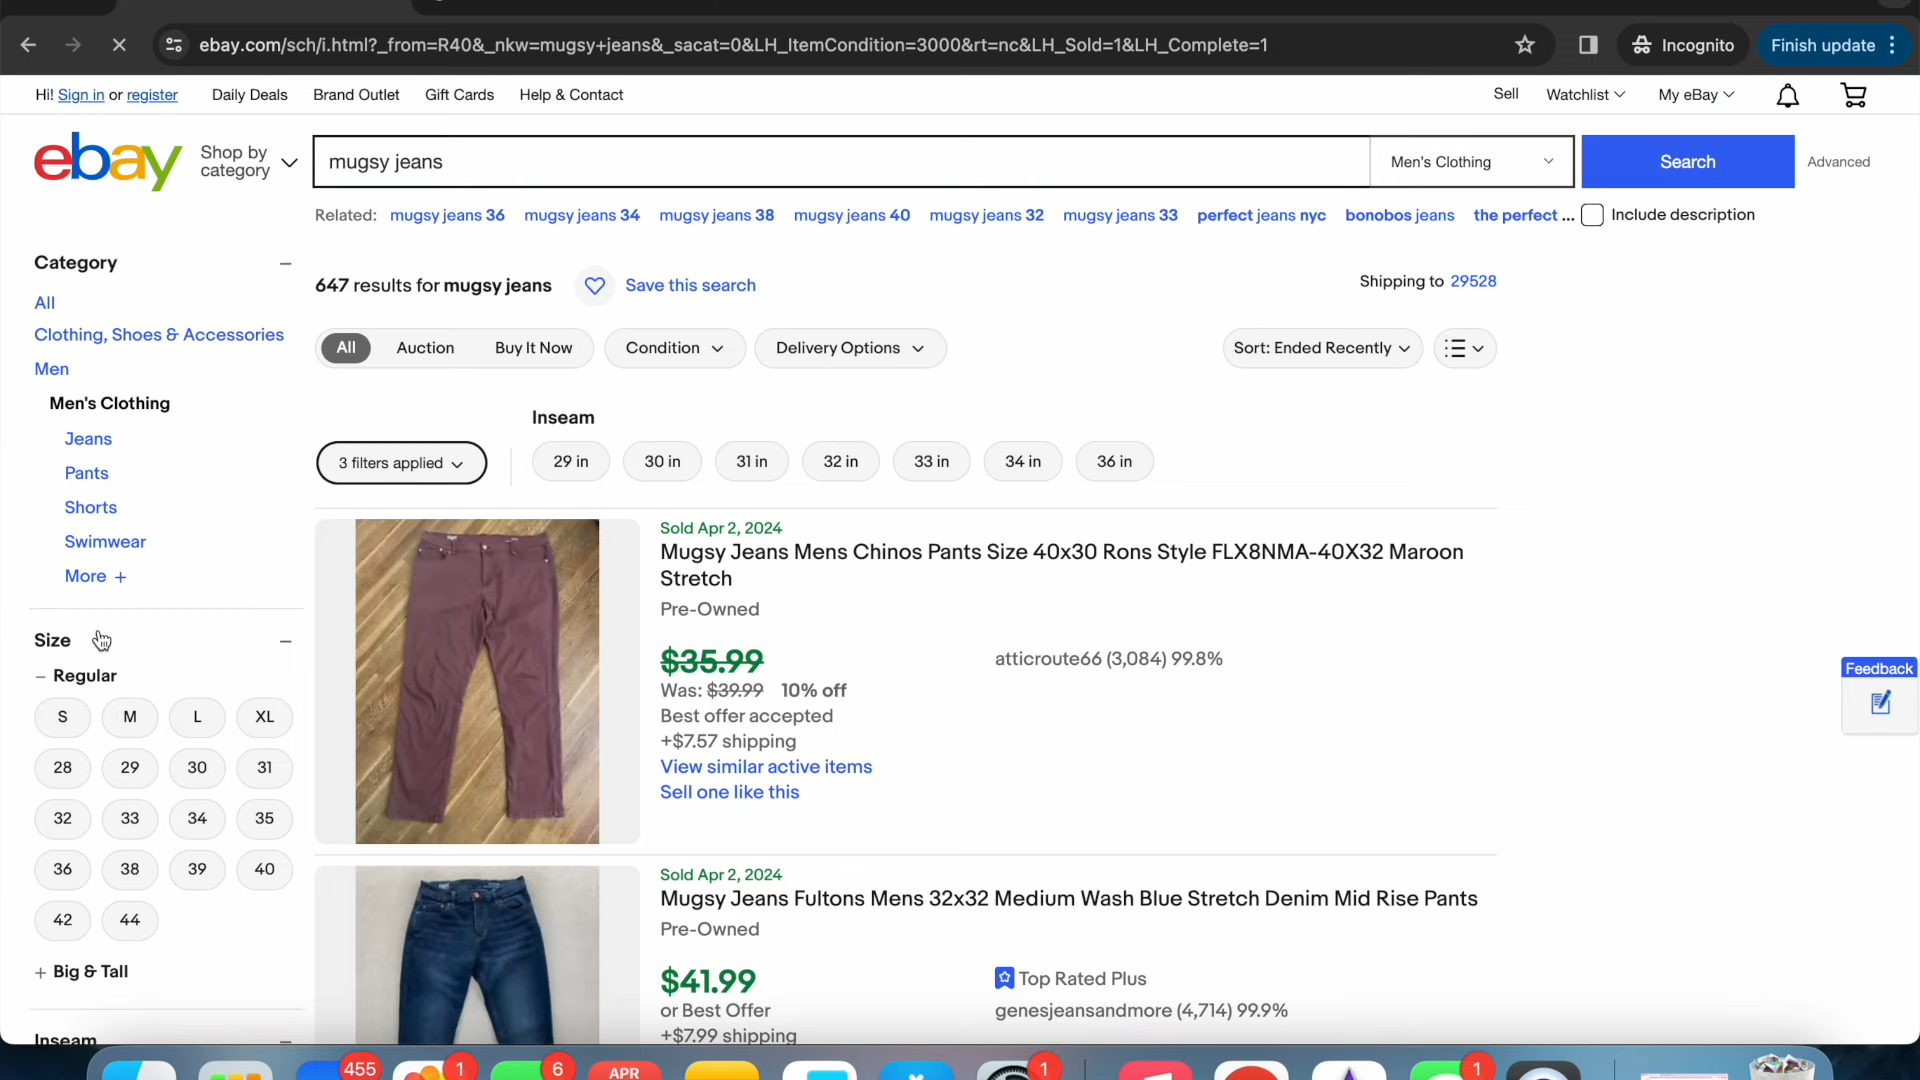 ebay.com/sch/i.html?_from=R40&_nkw=mugsy+jeans&_sacat=0&LH_ItemCondition=3000&rt=nc&LH_Sold=1&LH_Complete=1
Incognito
Finish update
Hi! Sign in or register
Daily Deals
Brand Outlet
Gift Cards
Help & Contact
Sell
Watchlist
My eBay
ebay
Shop by category
mugsy jeans
Men's Clothing
Search
Advanced
Related: mugsy jeans 36 mugsy jeans 34 mugsy jeans 38 mugsy jeans 40 mugsy jeans 32 mugsy jeans 33 perfect jeans nyc bonobos jeans the perfect ...
Include description
Category
All
Clothing, Shoes & Accessories
Men
Men's Clothing
Jeans
Pants
Shorts
Swimwear
More +
Size
Regular
S M L XL
28 29 30 31
32 33 34 35
36 38 39 40
42 44
+ Big & Tall
Inseam
647 results for mugsy jeans
Save this search
Shipping to 29528
All
Auction
Buy It Now
Condition
Delivery Options
Sort: Ended Recently
3 filters applied
Inseam
29 in 30 in 31 in 32 in 33 in 34 in 36 in
Sold Apr 2, 2024
Mugsy Jeans Mens Chinos Pants Size 40x30 Rons Style FLX8NMA-40X32 Maroon
Stretch
Pre-Owned
$35.99
Was: $39.99 10% off
Best offer accepted
+$7.57 shipping
View similar active items
Sell one like this
atticroute66 (3,084) 99.8%
Sold Apr 2, 2024
Mugsy Jeans Fultons Mens 32x32 Medium Wash Blue Stretch Denim Mid Rise Pants
Pre-Owned
$41.99
or Best Offer
+$7.99 shipping
Top Rated Plus
genesjeansandmore (4,714) 99.9%
Feedback
455
1
6
APR
1
1